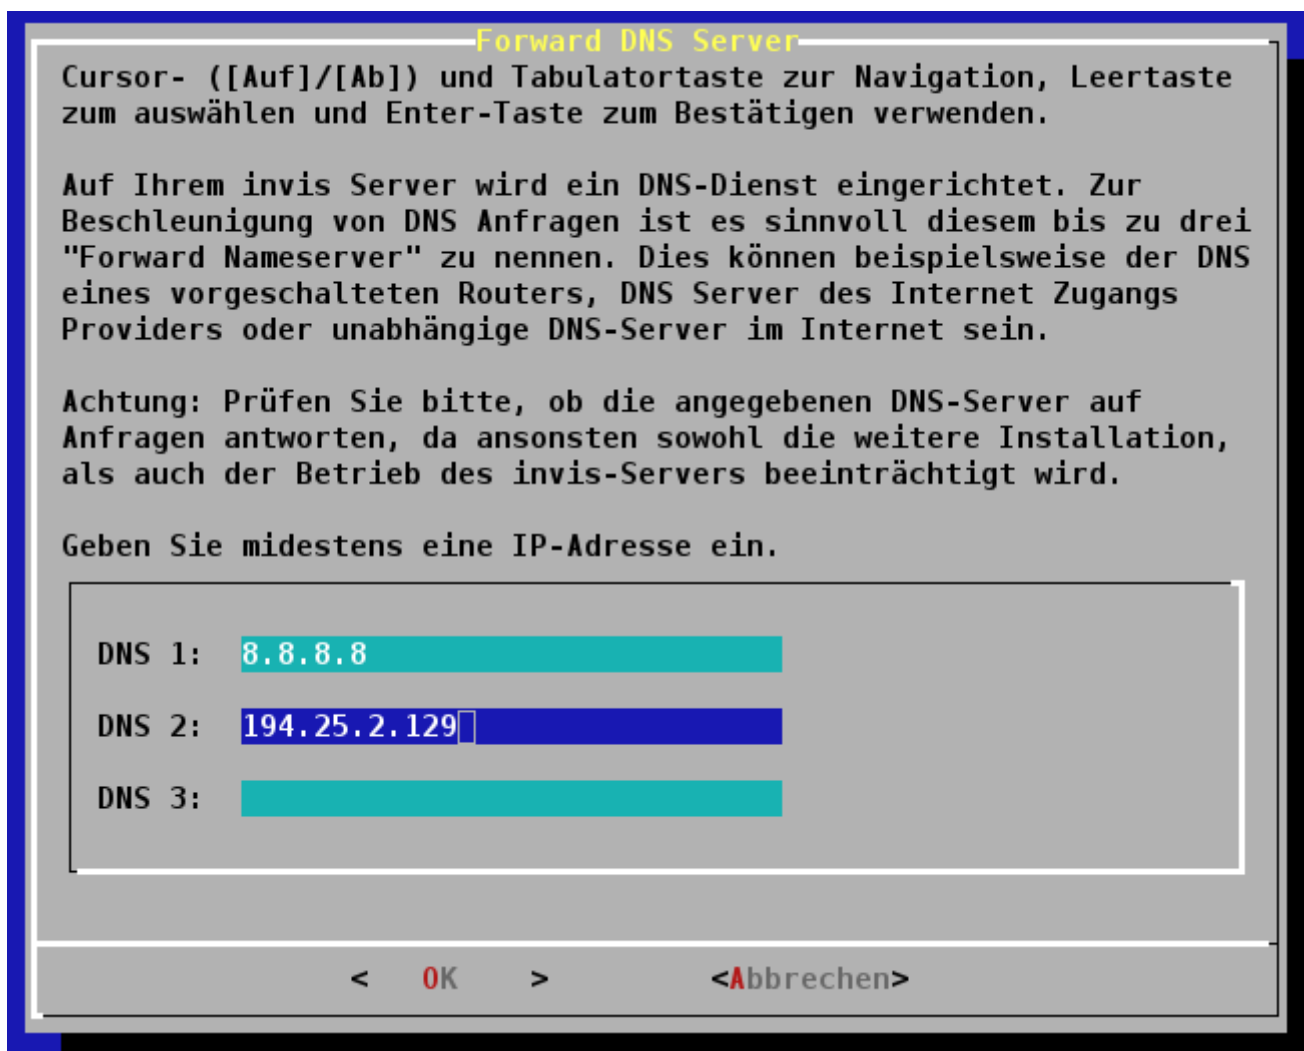 Forward DNS Server
Cursor- ([Auf]/[Ab]) und Tabulatortaste zur Navigation, Leertaste
zum auswählen und Enter-Taste zum Bestätigen verwenden.
Auf Ihrem invis Server wird ein DNS-Dienst eingerichtet. Zur
Beschleunigung von DNS Anfragen ist es sinnvoll diesem bis zu drei
"Forward Nameserver" zu nennen. Dies können beispielsweise der DNS
eines vorgeschalteten Routers, DNS Server des Internet Zugangs
Providers oder unabhängige DNS-Server im Internet sein.
Achtung: Prüfen Sie bitte, ob die angegebenen DNS-Server auf
Anfragen antworten, da ansonsten sowohl die weitere Installation,
als auch der Betrieb des invis-Servers beeinträchtigt wird.
Geben Sie midestens eine IP-Adresse ein.
DNS 1: 8.8.8.8
DNS 2: 194.25.2.129
DNS 3:
< OK > <Abbrechen>